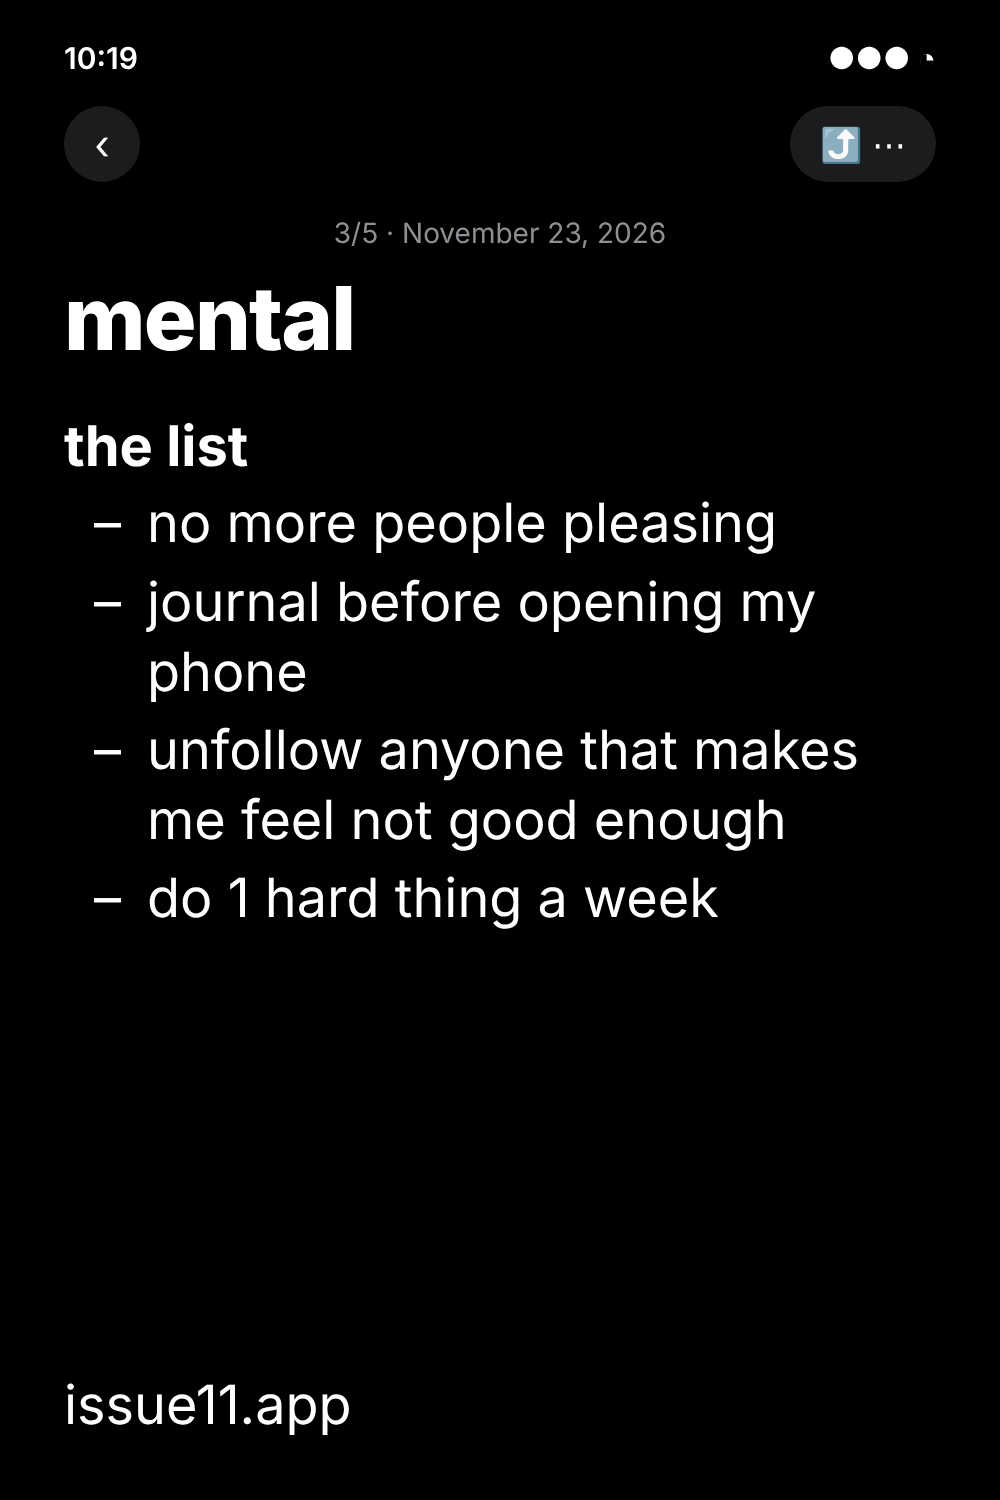 10:19
‹
⤴️ ⋯
3/5 · November 23, 2026
mental
the list
– no more people pleasing
– journal before opening my
phone
– unfollow anyone that makes
me feel not good enough
– do 1 hard thing a week
issue11.app